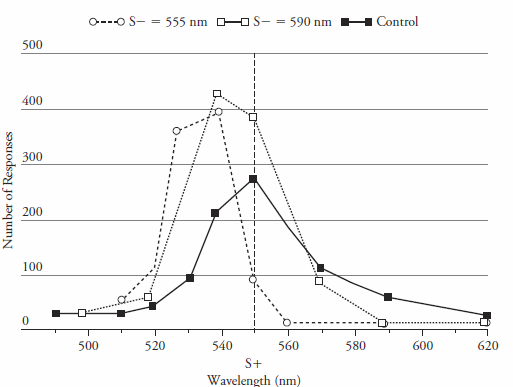 S− = 555 nm S− = 590 nm Control
500
400
300
200
100
0
Number of Responses
500 520 540 560 580 600 620
S+
Wavelength (nm)